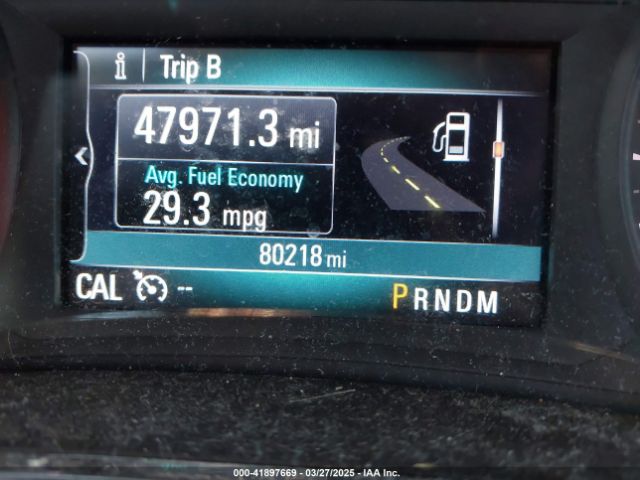 i | Trip B
47971.3 mi
Avg. Fuel Economy
29.3 mpg
80218 mi
CAL -- PRNDM
000-41897669 — 03/27/2025 — IAA Inc.